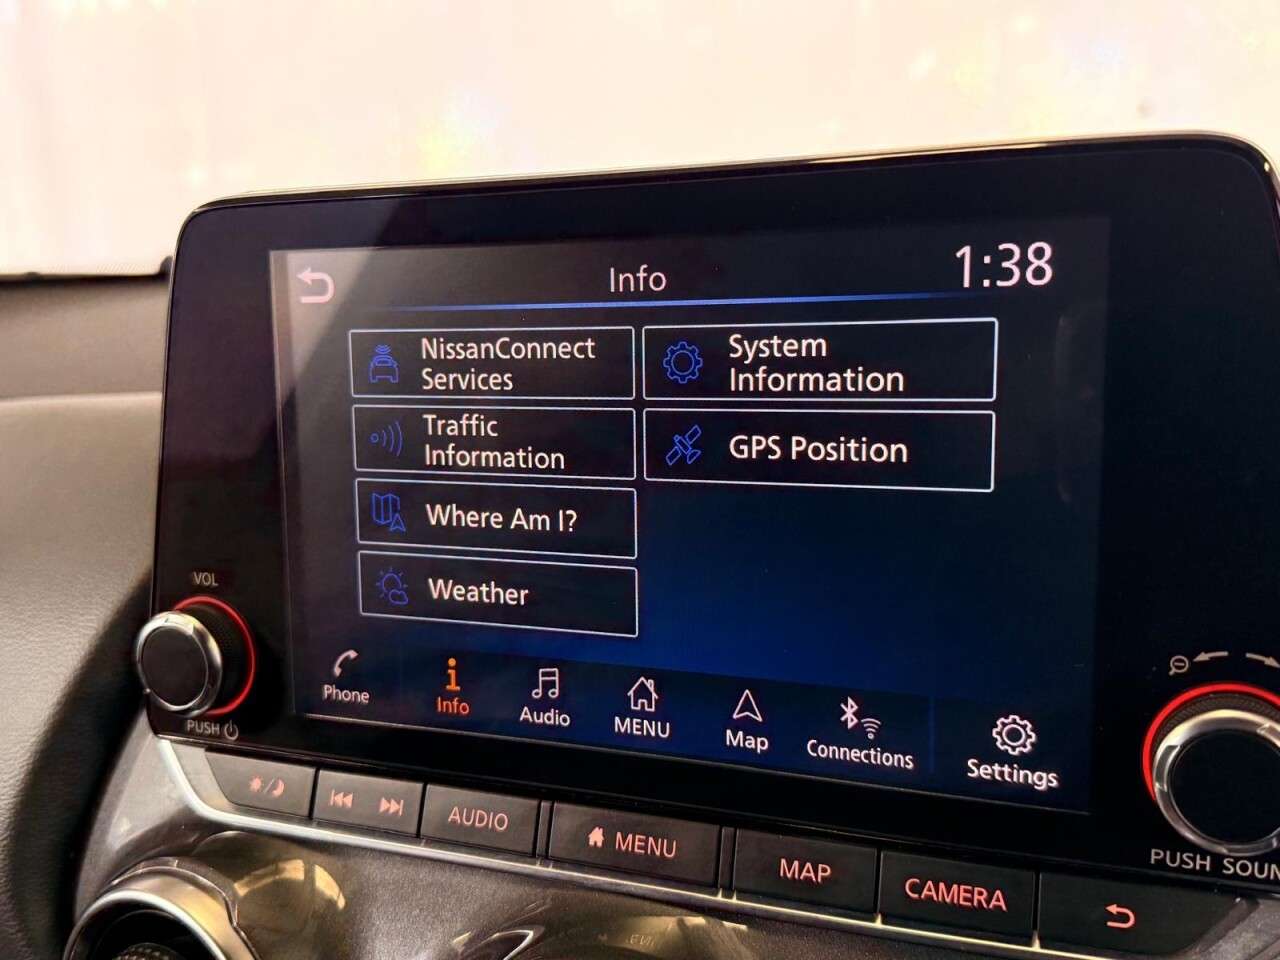 Info
1:38
NissanConnect
Services
System
Information
Traffic
Information
GPS Position
Where Am I?
Weather
VOL
PUSH
Phone
Info
Audio
MENU
Map
Connections
Settings
AUDIO
MENU
MAP
CAMERA
PUSH SOUN